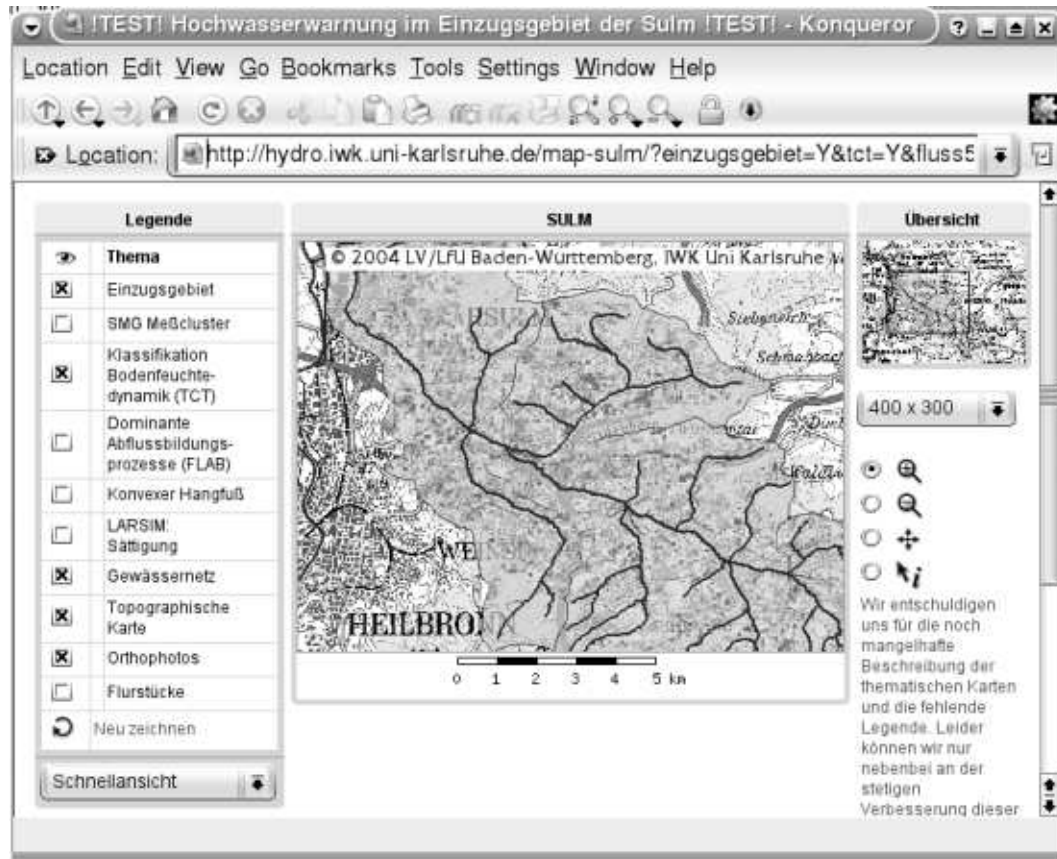 !TEST! Hochwasserwarnung im Einzugsgebiet der Sulm !TEST! - Konqueror
Location Edit View Go Bookmarks Tools Settings Window Help
Location: http://hydro.iwk.uni-karlsruhe.de/map-sulm/?einzugsgebiet=Y&tct=Y&fluss5
Legende
Thema
Einzugsgebiet
SMG Meßcluster
Klassifikation
Bodenfeuchte-
dynamik (TCT)
Dominante
Abflussbildungs-
prozesse (FLAB)
Konvexer Hangfuß
LARSIM:
Sättigung
Gewässernetz
Topographische
Karte
Orthophotos
Flurstücke
Neu zeichnen
Schnellansicht
SULM
© 2004 LV/LfU Baden-Württemberg, IWK Uni Karlsruhe
HEILBRONN
0 1 2 3 4 5 km
Übersicht
400 x 300
Wir entschuldigen
uns für die noch
mangelhafte
Beschreibung der
thematischen Karten
und die fehlende
Legende. Leider
können wir nur
nebenbei an der
stetigen
Verbesserung dieser